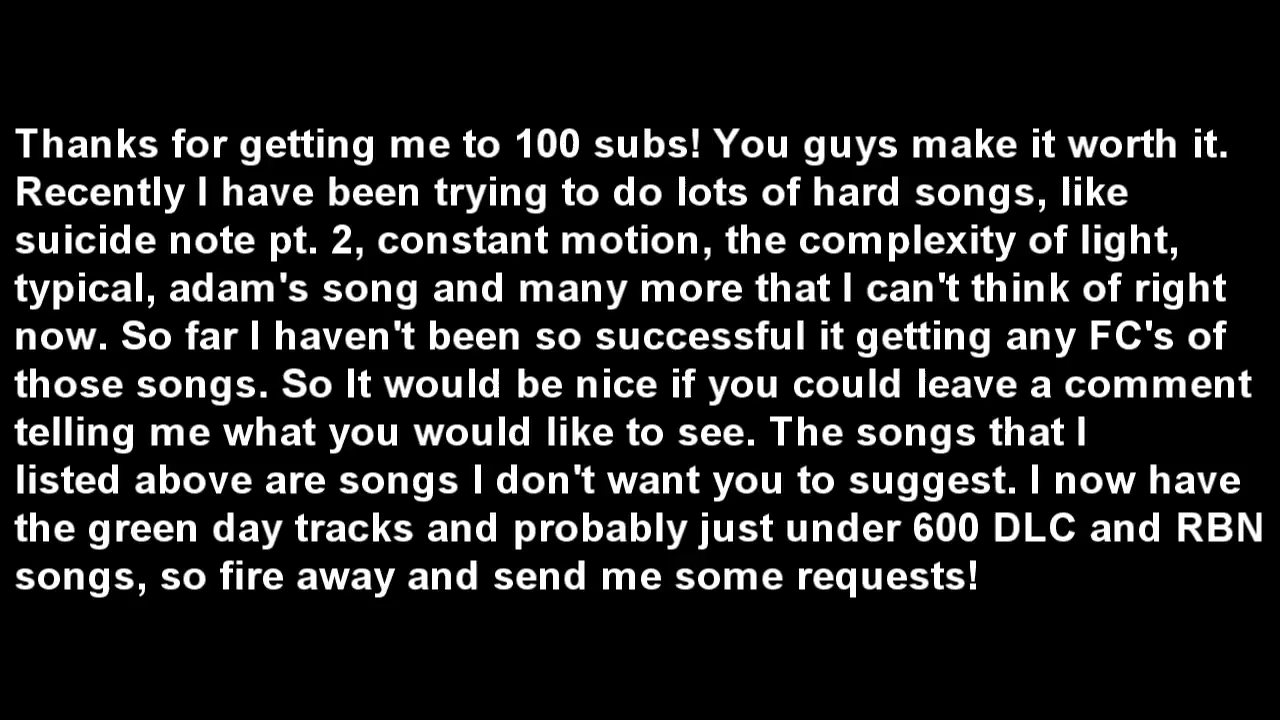 Thanks for getting me to 100 subs! You guys make it worth it.
Recently I have been trying to do lots of hard songs, like
suicide note pt. 2, constant motion, the complexity of light,
typical, adam's song and many more that I can't think of right
now. So far I haven't been so successful it getting any FC's of
those songs. So It would be nice if you could leave a comment
telling me what you would like to see. The songs that I
listed above are songs I don't want you to suggest. I now have
the green day tracks and probably just under 600 DLC and RBN
songs, so fire away and send me some requests!